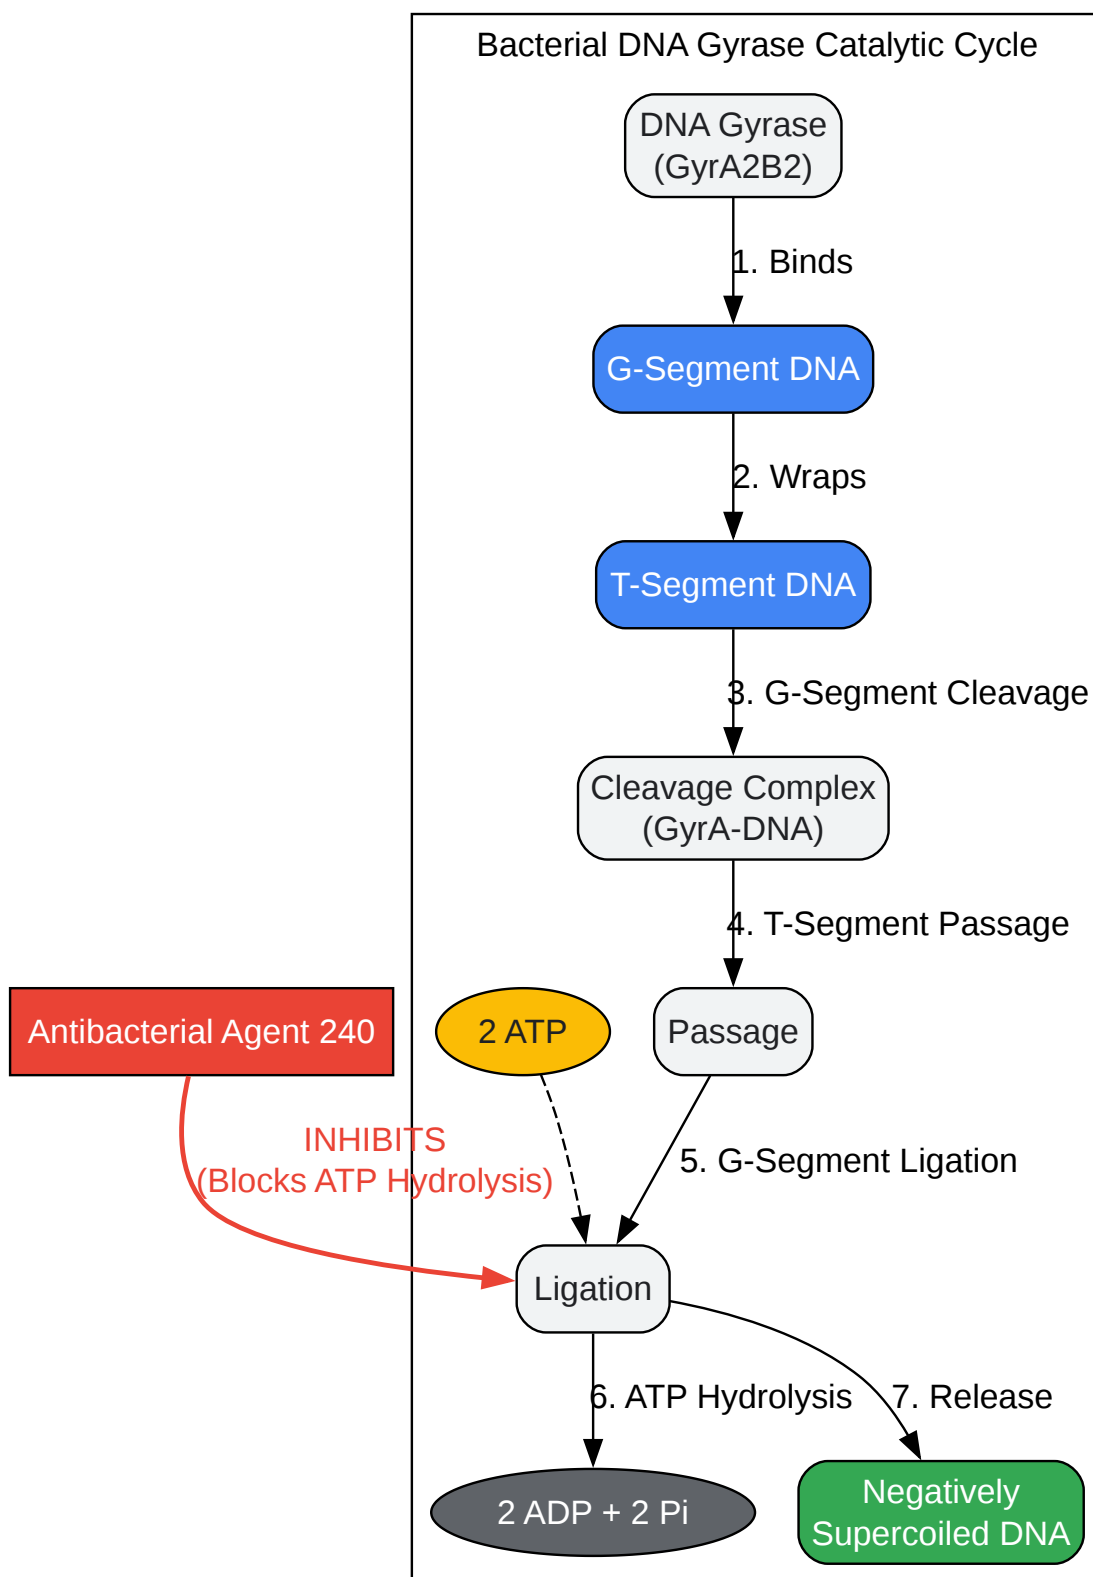 Bacterial DNA Gyrase Catalytic Cycle
DNA Gyrase
(GyrA2B2)
1. Binds
G-Segment DNA
2. Wraps
T-Segment DNA
3. G-Segment Cleavage
Cleavage Complex
(GyrA-DNA)
4. T-Segment Passage
Antibacterial Agent 240
2 ATP
Passage
INHIBITS
(Blocks ATP Hydrolysis)
5. G-Segment Ligation
Ligation
6. ATP Hydrolysis
7. Release
2 ADP + 2 Pi
Negatively
Supercoiled DNA